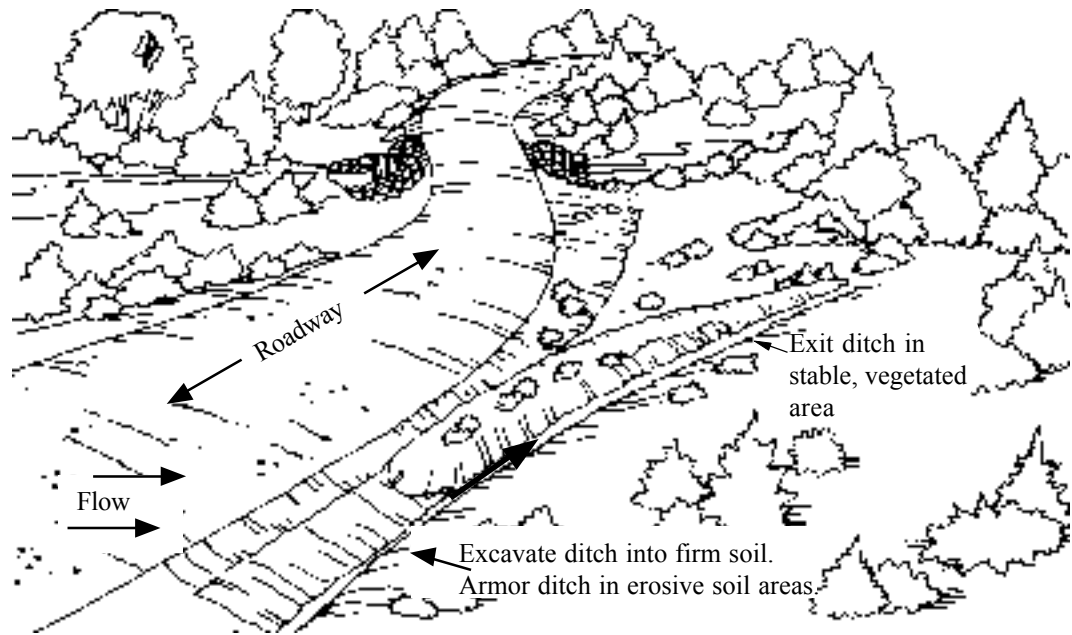 Roadway
Exit ditch in
stable, vegetated
area
Flow
Excavate ditch into firm soil.
Armor ditch in erosive soil areas.